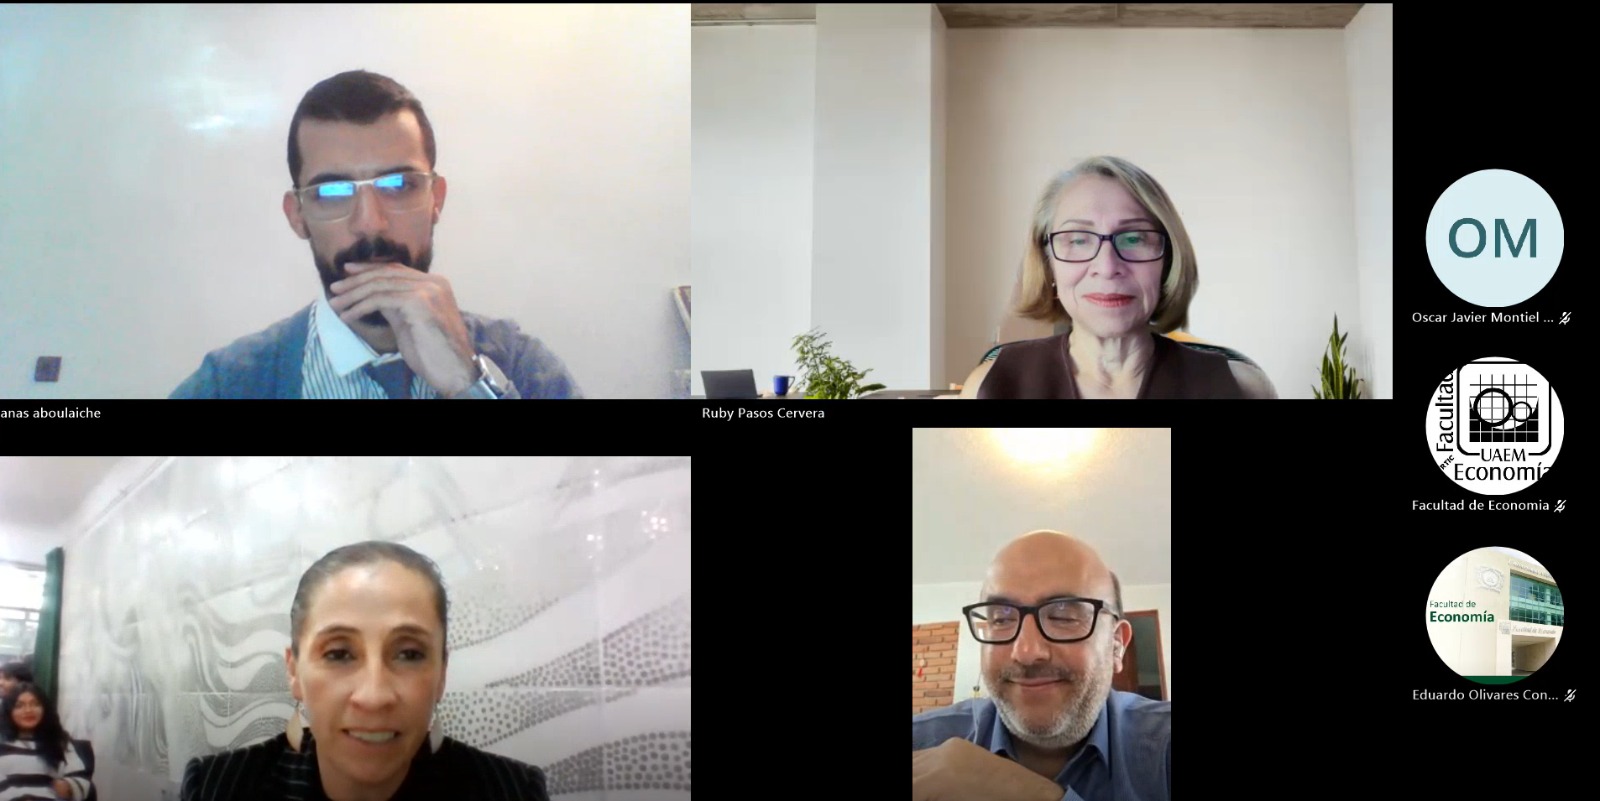 anas aboulaiche
Ruby Pasos Cervera
OM
Oscar Javier Montiel ...
Facultad
UAEM
Economía
Facultad de Economia
Facultad de
Economía
Eduardo Olivares Con...